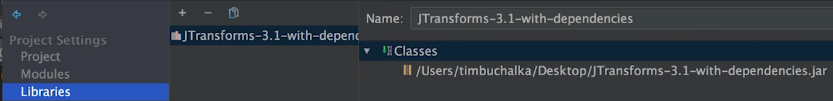 Project Settings
Project
Modules
Libraries
JTransforms-3.1-with-depend
Name: JTransforms-3.1-with-dependencies
Classes
/Users/timbuchalka/Desktop/JTransforms-3.1-with-dependencies.jar